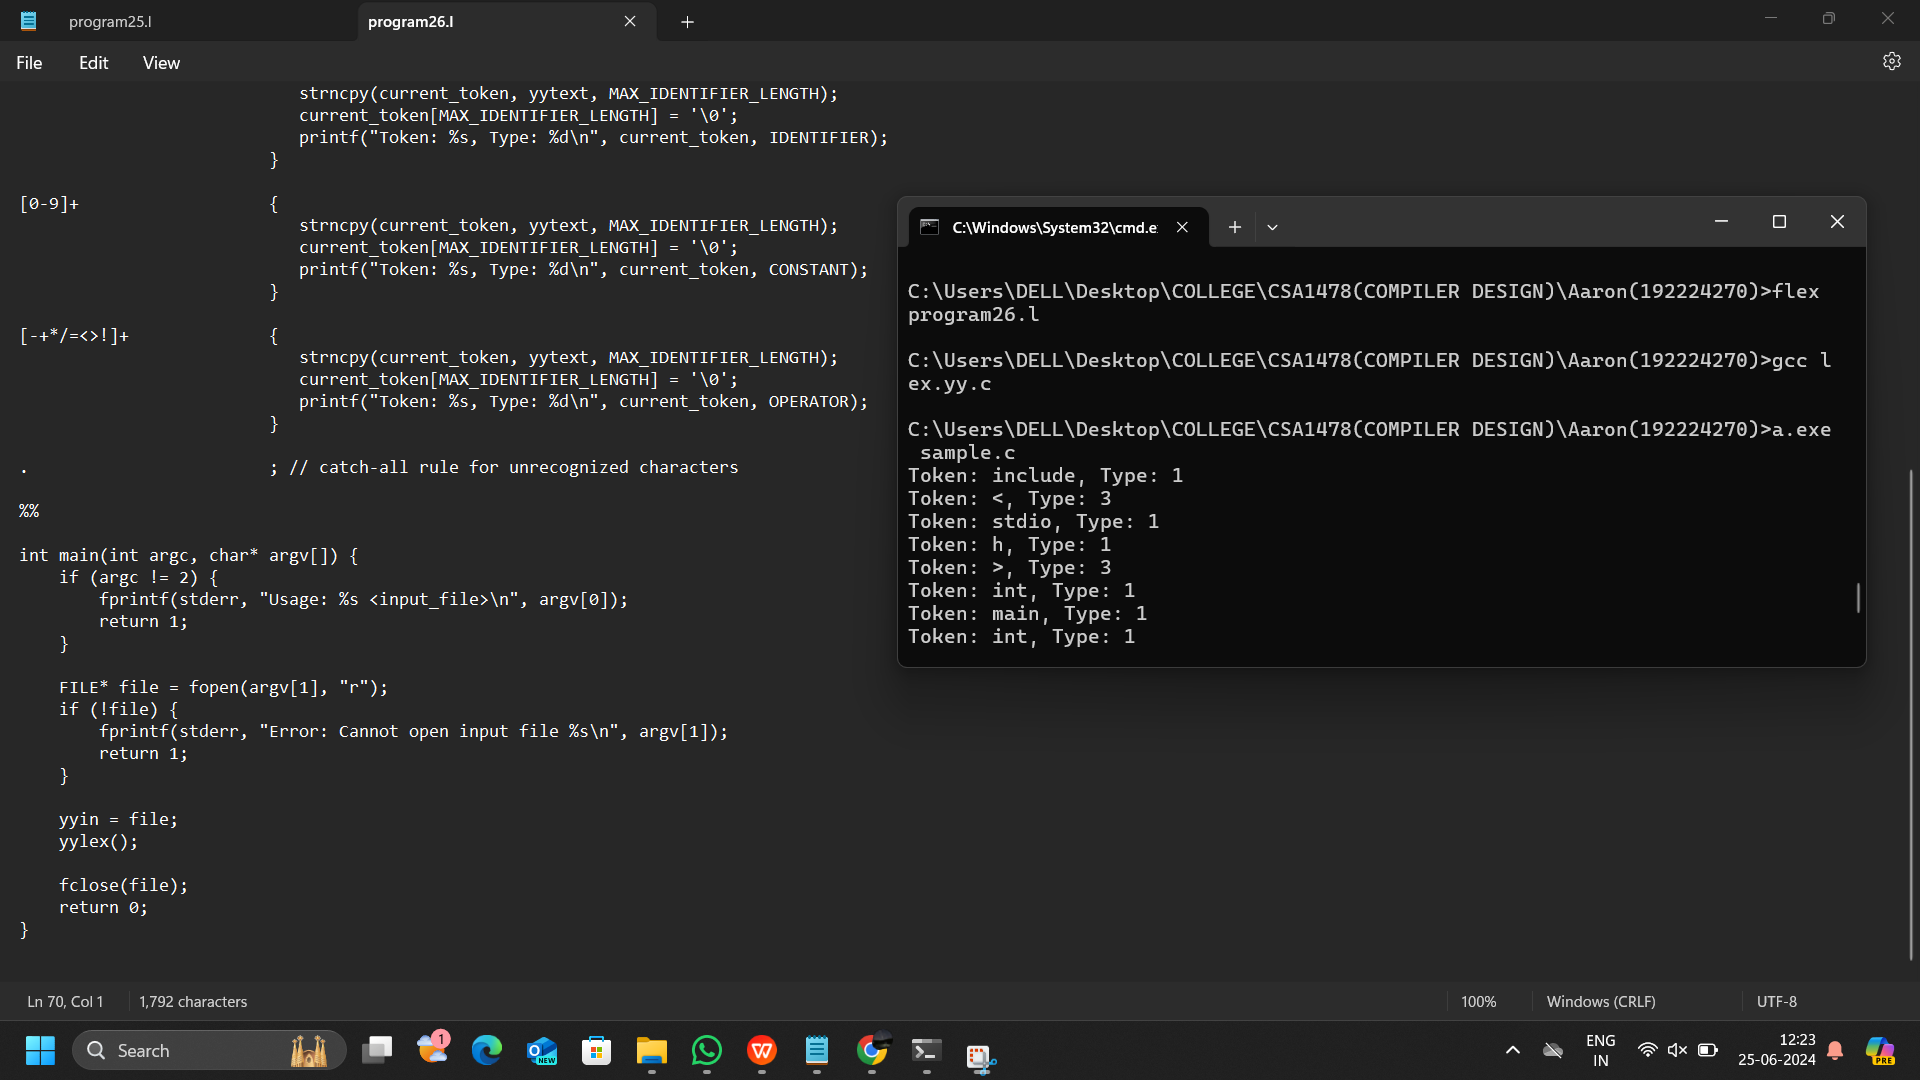 program25.l
program26.l
File
Edit
View
strncpy(current_token, yytext, MAX_IDENTIFIER_LENGTH);
current_token[MAX_IDENTIFIER_LENGTH] = '\0';
printf("Token: %s, Type: %d\n", current_token, IDENTIFIER);
}
[0-9]+ {
strncpy(current_token, yytext, MAX_IDENTIFIER_LENGTH);
current_token[MAX_IDENTIFIER_LENGTH] = '\0';
printf("Token: %s, Type: %d\n", current_token, CONSTANT);
}
[-+*/=<>!]+ {
strncpy(current_token, yytext, MAX_IDENTIFIER_LENGTH);
current_token[MAX_IDENTIFIER_LENGTH] = '\0';
printf("Token: %s, Type: %d\n", current_token, OPERATOR);
}
. ; // catch-all rule for unrecognized characters
%%
int main(int argc, char* argv[]) {
if (argc != 2) {
fprintf(stderr, "Usage: %s <input_file>\n", argv[0]);
return 1;
}
FILE* file = fopen(argv[1], "r");
if (!file) {
fprintf(stderr, "Error: Cannot open input file %s\n", argv[1]);
return 1;
}
yyin = file;
yylex();
fclose(file);
return 0;
}
C:\Windows\System32\cmd.e
C:\Users\DELL\Desktop\COLLEGE\CSA1478(COMPILER DESIGN)\Aaron(192224270)>flex
program26.l
C:\Users\DELL\Desktop\COLLEGE\CSA1478(COMPILER DESIGN)\Aaron(192224270)>gcc l
ex.yy.c
C:\Users\DELL\Desktop\COLLEGE\CSA1478(COMPILER DESIGN)\Aaron(192224270)>a.exe
sample.c
Token: include, Type: 1
Token: <, Type: 3
Token: stdio, Type: 1
Token: h, Type: 1
Token: >, Type: 3
Token: int, Type: 1
Token: main, Type: 1
Token: int, Type: 1
Ln 70, Col 1
1,792 characters
100%
Windows (CRLF)
UTF-8
Search
1
NEW
ENG
IN
12:23
25-06-2024
PRE